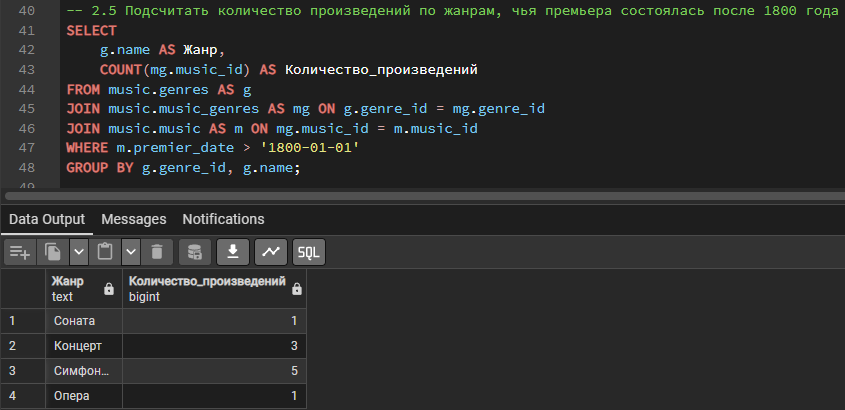 40 -- 2.5 Подсчитать количество произведений по жанрам, чья премьера состоялась после 1800 года
41 SELECT
42 g.name AS Жанр,
43 COUNT(mg.music_id) AS Количество_произведений
44 FROM music.genres AS g
45 JOIN music.music_genres AS mg ON g.genre_id = mg.genre_id
46 JOIN music.music AS m ON mg.music_id = m.music_id
47 WHERE m.premier_date > '1800-01-01'
48 GROUP BY g.genre_id, g.name;
49
Data Output Messages Notifications
SQL
Жанр Количество_произведений
text bigint
1 Соната 1
2 Концерт 3
3 Симфон... 5
4 Опера 1